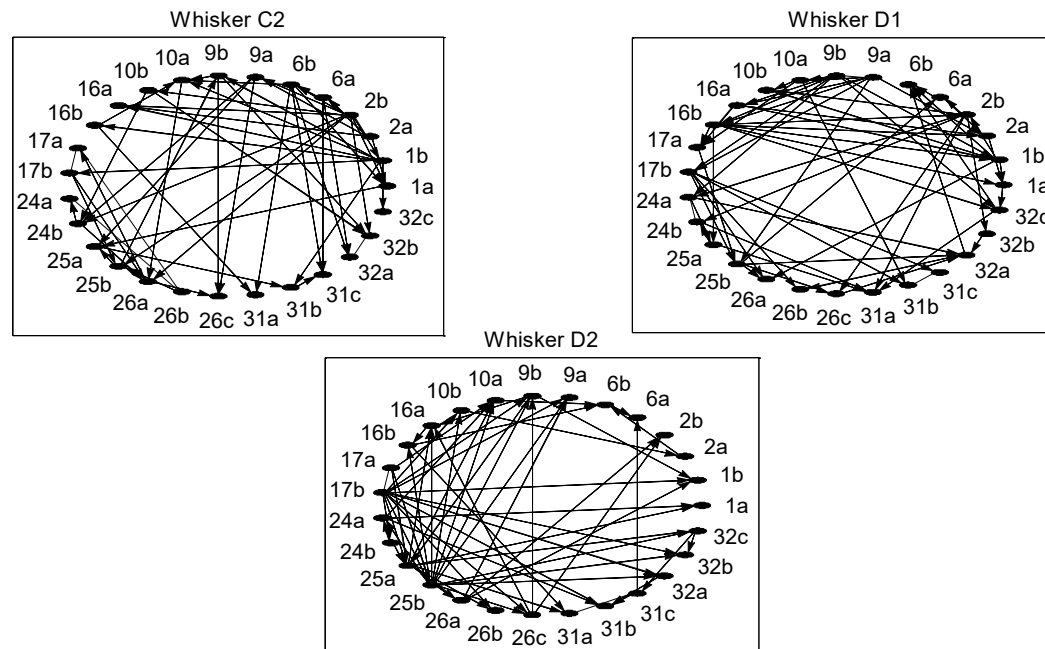 Whisker C2
9b
9a
10a
6b
10b
6a
16a
2b
16b
2a
17a
1b
17b
1a
24a
32c
24b
32b
25a
32a
25b
31c
26a
31b
26b
31a
26c
Whisker D1
9b
9a
10a
6b
10b
6a
16a
2b
16b
2a
17a
1b
17b
1a
24a
32c
24b
32b
25a
32a
25b
31c
26a
31b
26b
31a
26c
Whisker D2
9b
9a
10a
6b
10b
6a
16a
2b
16b
2a
17a
1b
17b
1a
24a
32c
24b
32b
25a
32a
25b
31c
26a
31b
26b
31a
26c